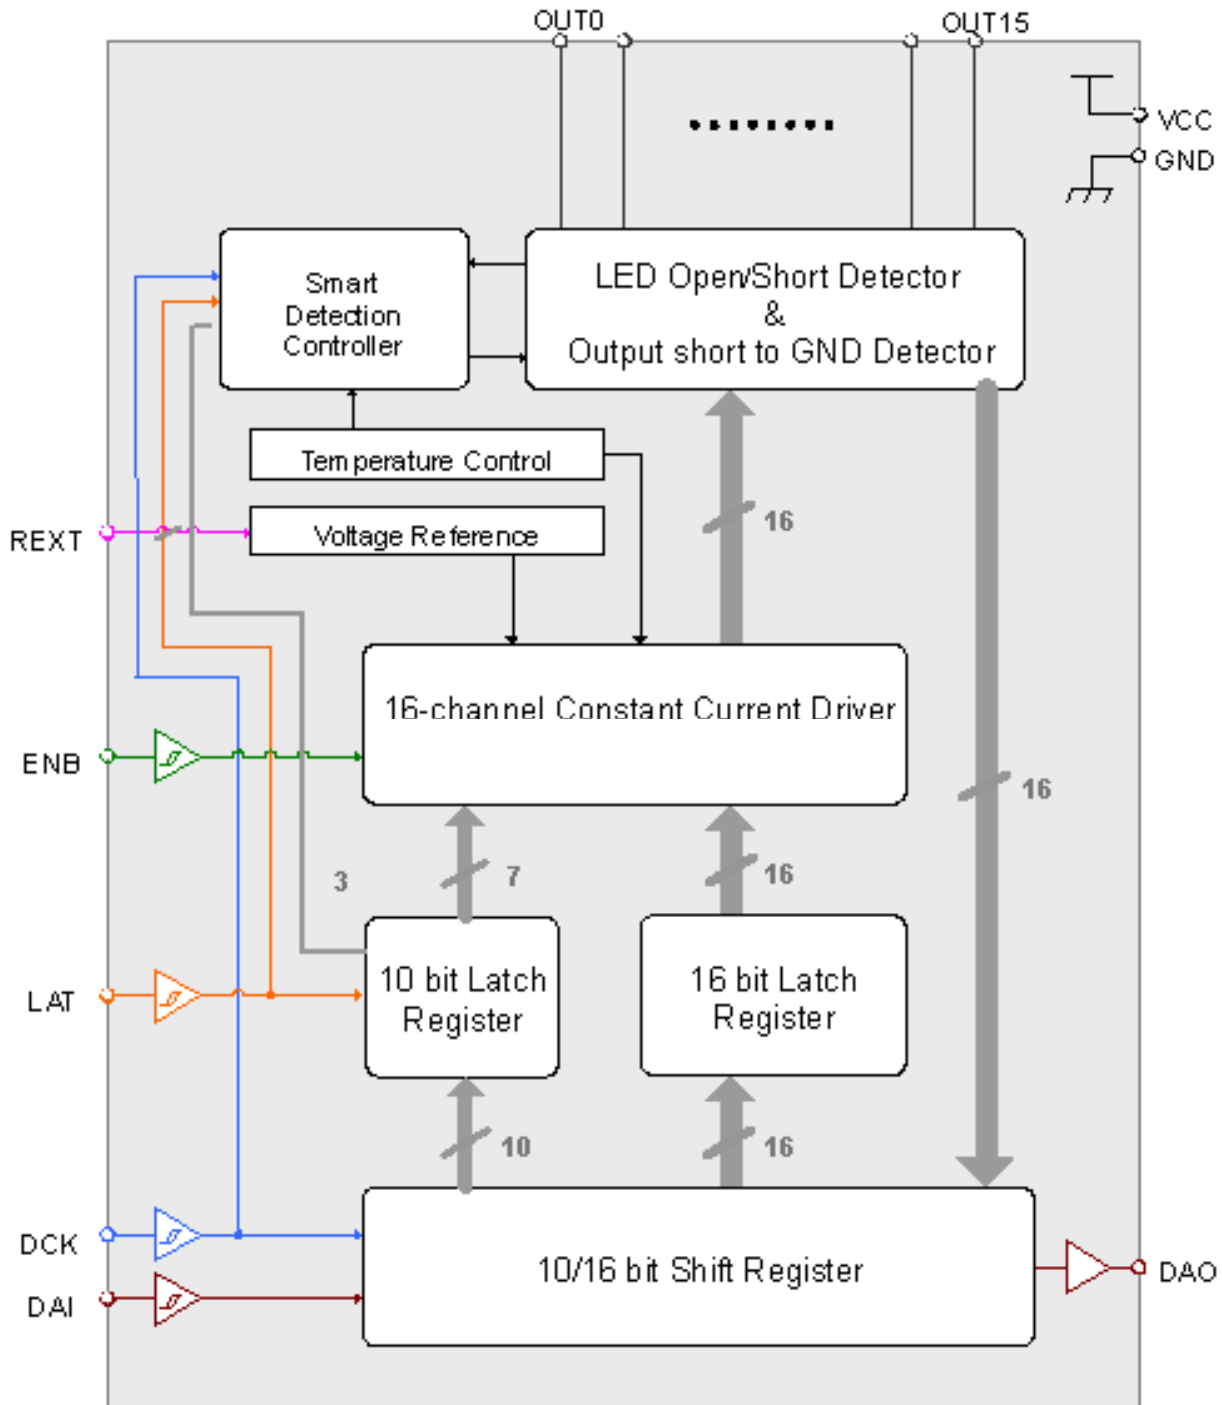 OUT0
OUT15
VCC
GND
Smart
Detection
Controller
LED Open/Short Detector
&
Output short to GND Detector
Temperature Control
16
REXT
Voltage Reference
16-channel Constant Current Driver
ENB
16
3
7
16
10 bit Latch
Register
16 bit Latch
Register
LAT
10
16
DCK
10/16 bit Shift Register
DAO
DAI